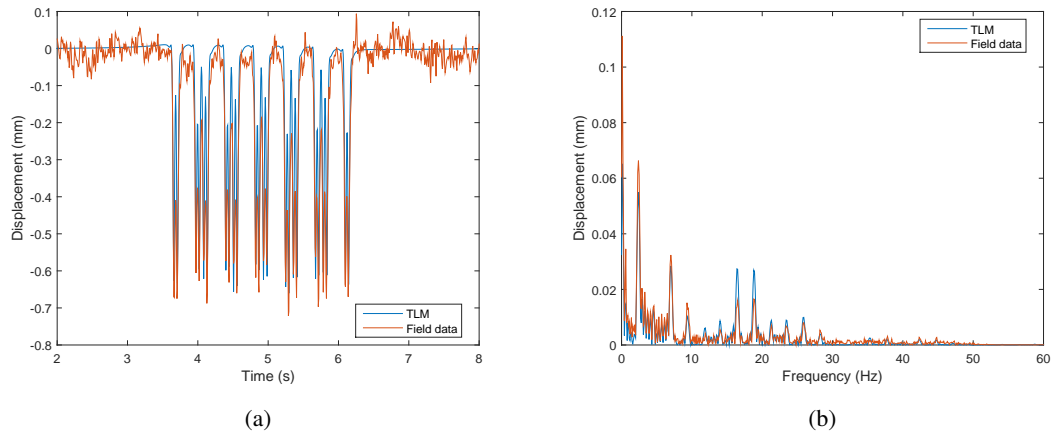 0.1
0
-0.1
-0.2
-0.3
-0.4
-0.5
-0.6
-0.7
-0.8
Displacement (mm)
2 3 4 5 6 7 8
Time (s)
TLM
Field data
(a)
0.12
0.1
0.08
0.06
0.04
0.02
0
Displacement (mm)
0 10 20 30 40 50 60
Frequency (Hz)
TLM
Field data
(b)